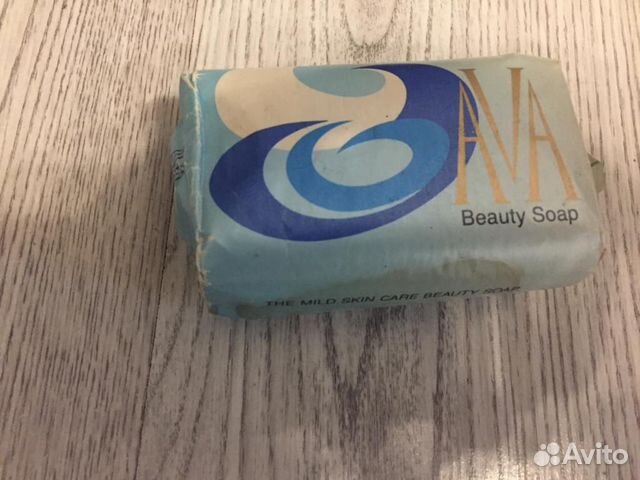 AVA
Beauty Soap
THE MILD SKIN CARE BEAUTY SOAP
Avito